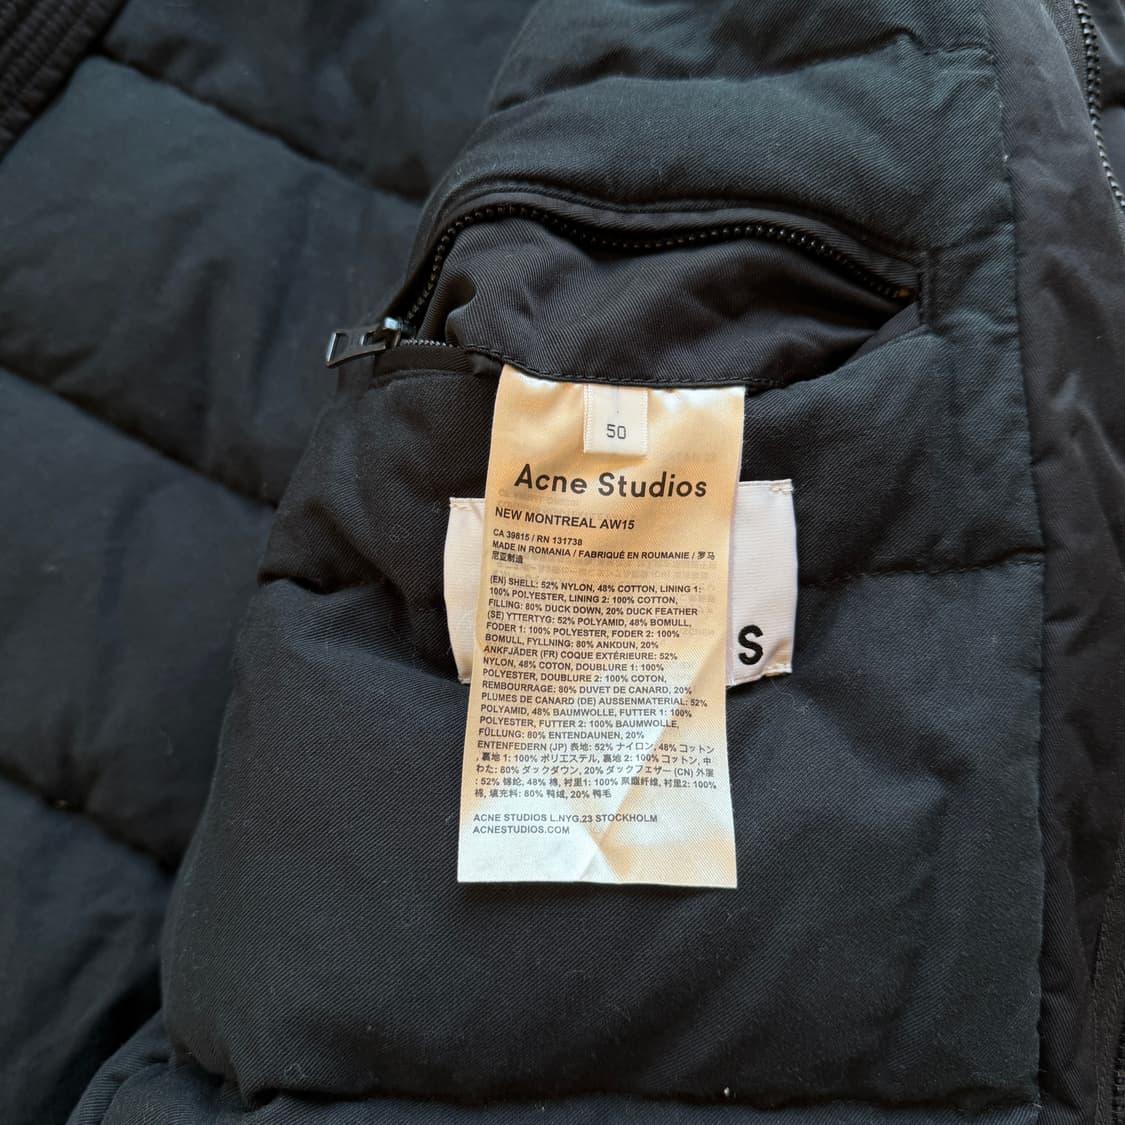 50
Acne Studios
NEW MONTREAL AW15
CA 39815 / RN 131738
MADE IN ROMANIA / FABRIQUÉ EN ROUMANIE / 罗马
尼亚制造
(EN) SHELL: 52% NYLON, 48% COTTON, LINING 1:
100% POLYESTER, LINING 2: 100% COTTON,
FILLING: 80% DUCK DOWN, 20% DUCK FEATHER
(SE) YTTERTYG: 52% POLYAMID, 48% BOMULL,
FODER 1: 100% POLYESTER, FODER 2: 100%
BOMULL, FYLLNING: 80% ANKDUN, 20%
ANKFJÄDER (FR) COQUE EXTÉRIEURE: 52%
NYLON, 48% COTON, DOUBLURE 1: 100%
POLYESTER, DOUBLURE 2: 100% COTON,
REMBOURRAGE: 80% DUVET DE CANARD, 20%
PLUMES DE CANARD (DE) AUSSENMATERIAL: 52%
POLYAMID, 48% BAUMWOLLE, FUTTER 1: 100%
POLYESTER, FUTTER 2: 100% BAUMWOLLE,
FÜLLUNG: 80% ENTENDAUNEN, 20%
ENTENFEDERN (JP) 表地: 52% ナイロン, 48% コットン
, 裏地 1: 100% ポリエステル, 裏地 2: 100% コットン, 中
わた: 80% ダックダウン, 20% ダックフェザー (CN) 外层
: 52% 锦纶, 48% 棉, 衬里1: 100% 聚酯纤维, 衬里2: 100%
棉, 填充料: 80% 鸭绒, 20% 鸭毛
ACNE STUDIOS L.NYG.23 STOCKHOLM
ACNESTUDIOS.COM
S